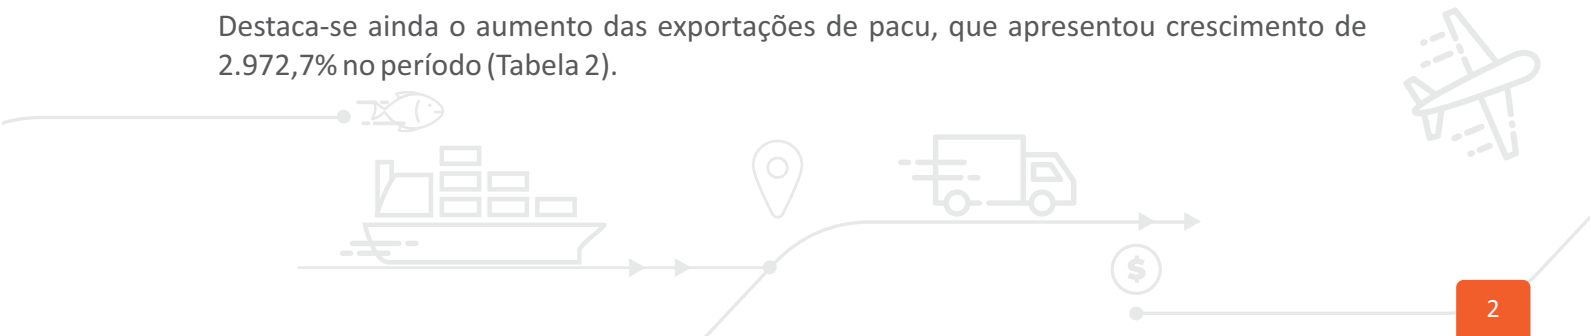 Destaca-se ainda o aumento das exportações de pacu, que apresentou crescimento de
2.972,7% no período (Tabela 2).
$
2